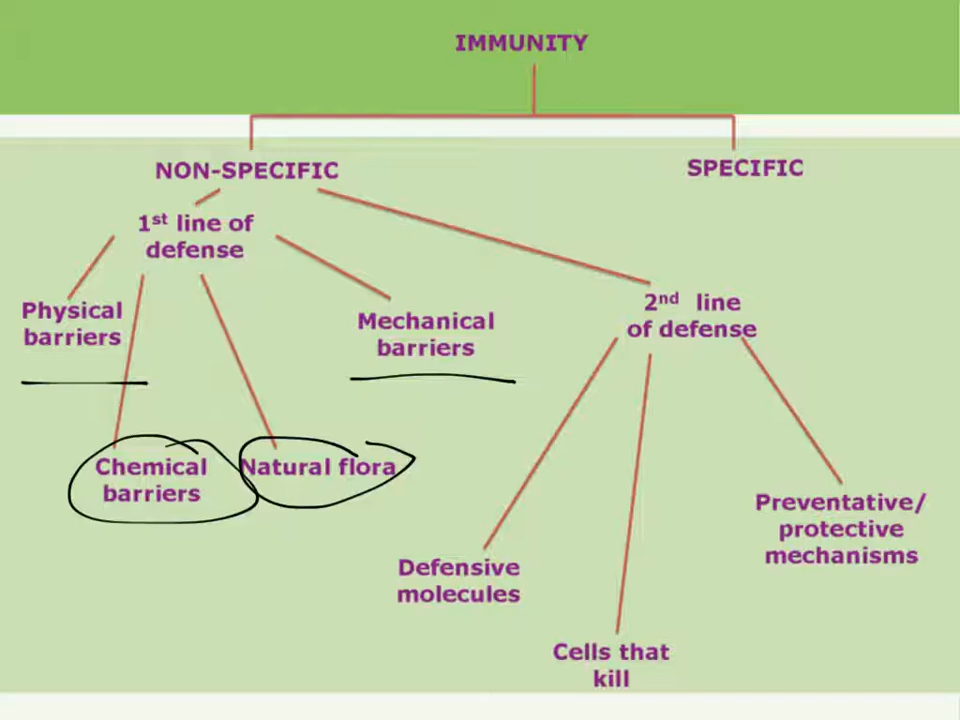 IMMUNITY
NON-SPECIFIC
SPECIFIC
1st line of
defense
Physical
barriers
Mechanical
barriers
2nd line
of defense
Chemical
barriers
Natural flora
Preventative/
protective
mechanisms
Defensive
molecules
Cells that
kill